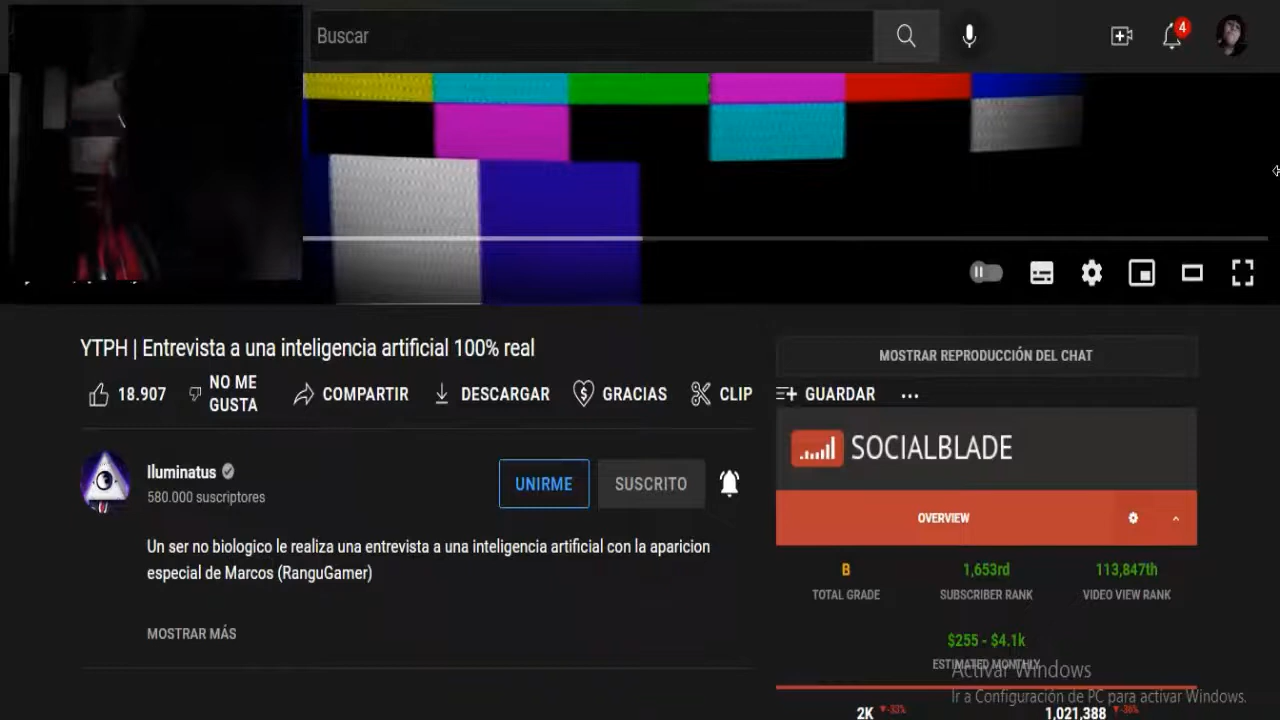 Buscar
4
YTPH | Entrevista a una inteligencia artificial 100% real
18.907
NO ME
GUSTA
COMPARTIR
DESCARGAR
GRACIAS
CLIP
GUARDAR
Iluminatus
580.000 suscriptores
UNIRME
SUSCRITO
Un ser no biologico le realiza una entrevista a una inteligencia artificial con la aparicion
especial de Marcos (RanguGamer)
MOSTRAR MÁS
MOSTRAR REPRODUCCIÓN DEL CHAT
SOCIALBLADE
OVERVIEW
B 1,653rd 113,847th
TOTAL GRADE SUBSCRIBER RANK VIDEO VIEW RANK
$255 - $4.1k
ESTIMATED MONTHLY
2K -33% 1,021,388 -36%
Activar Windows
Ir a Configuración de PC para activar Windows.